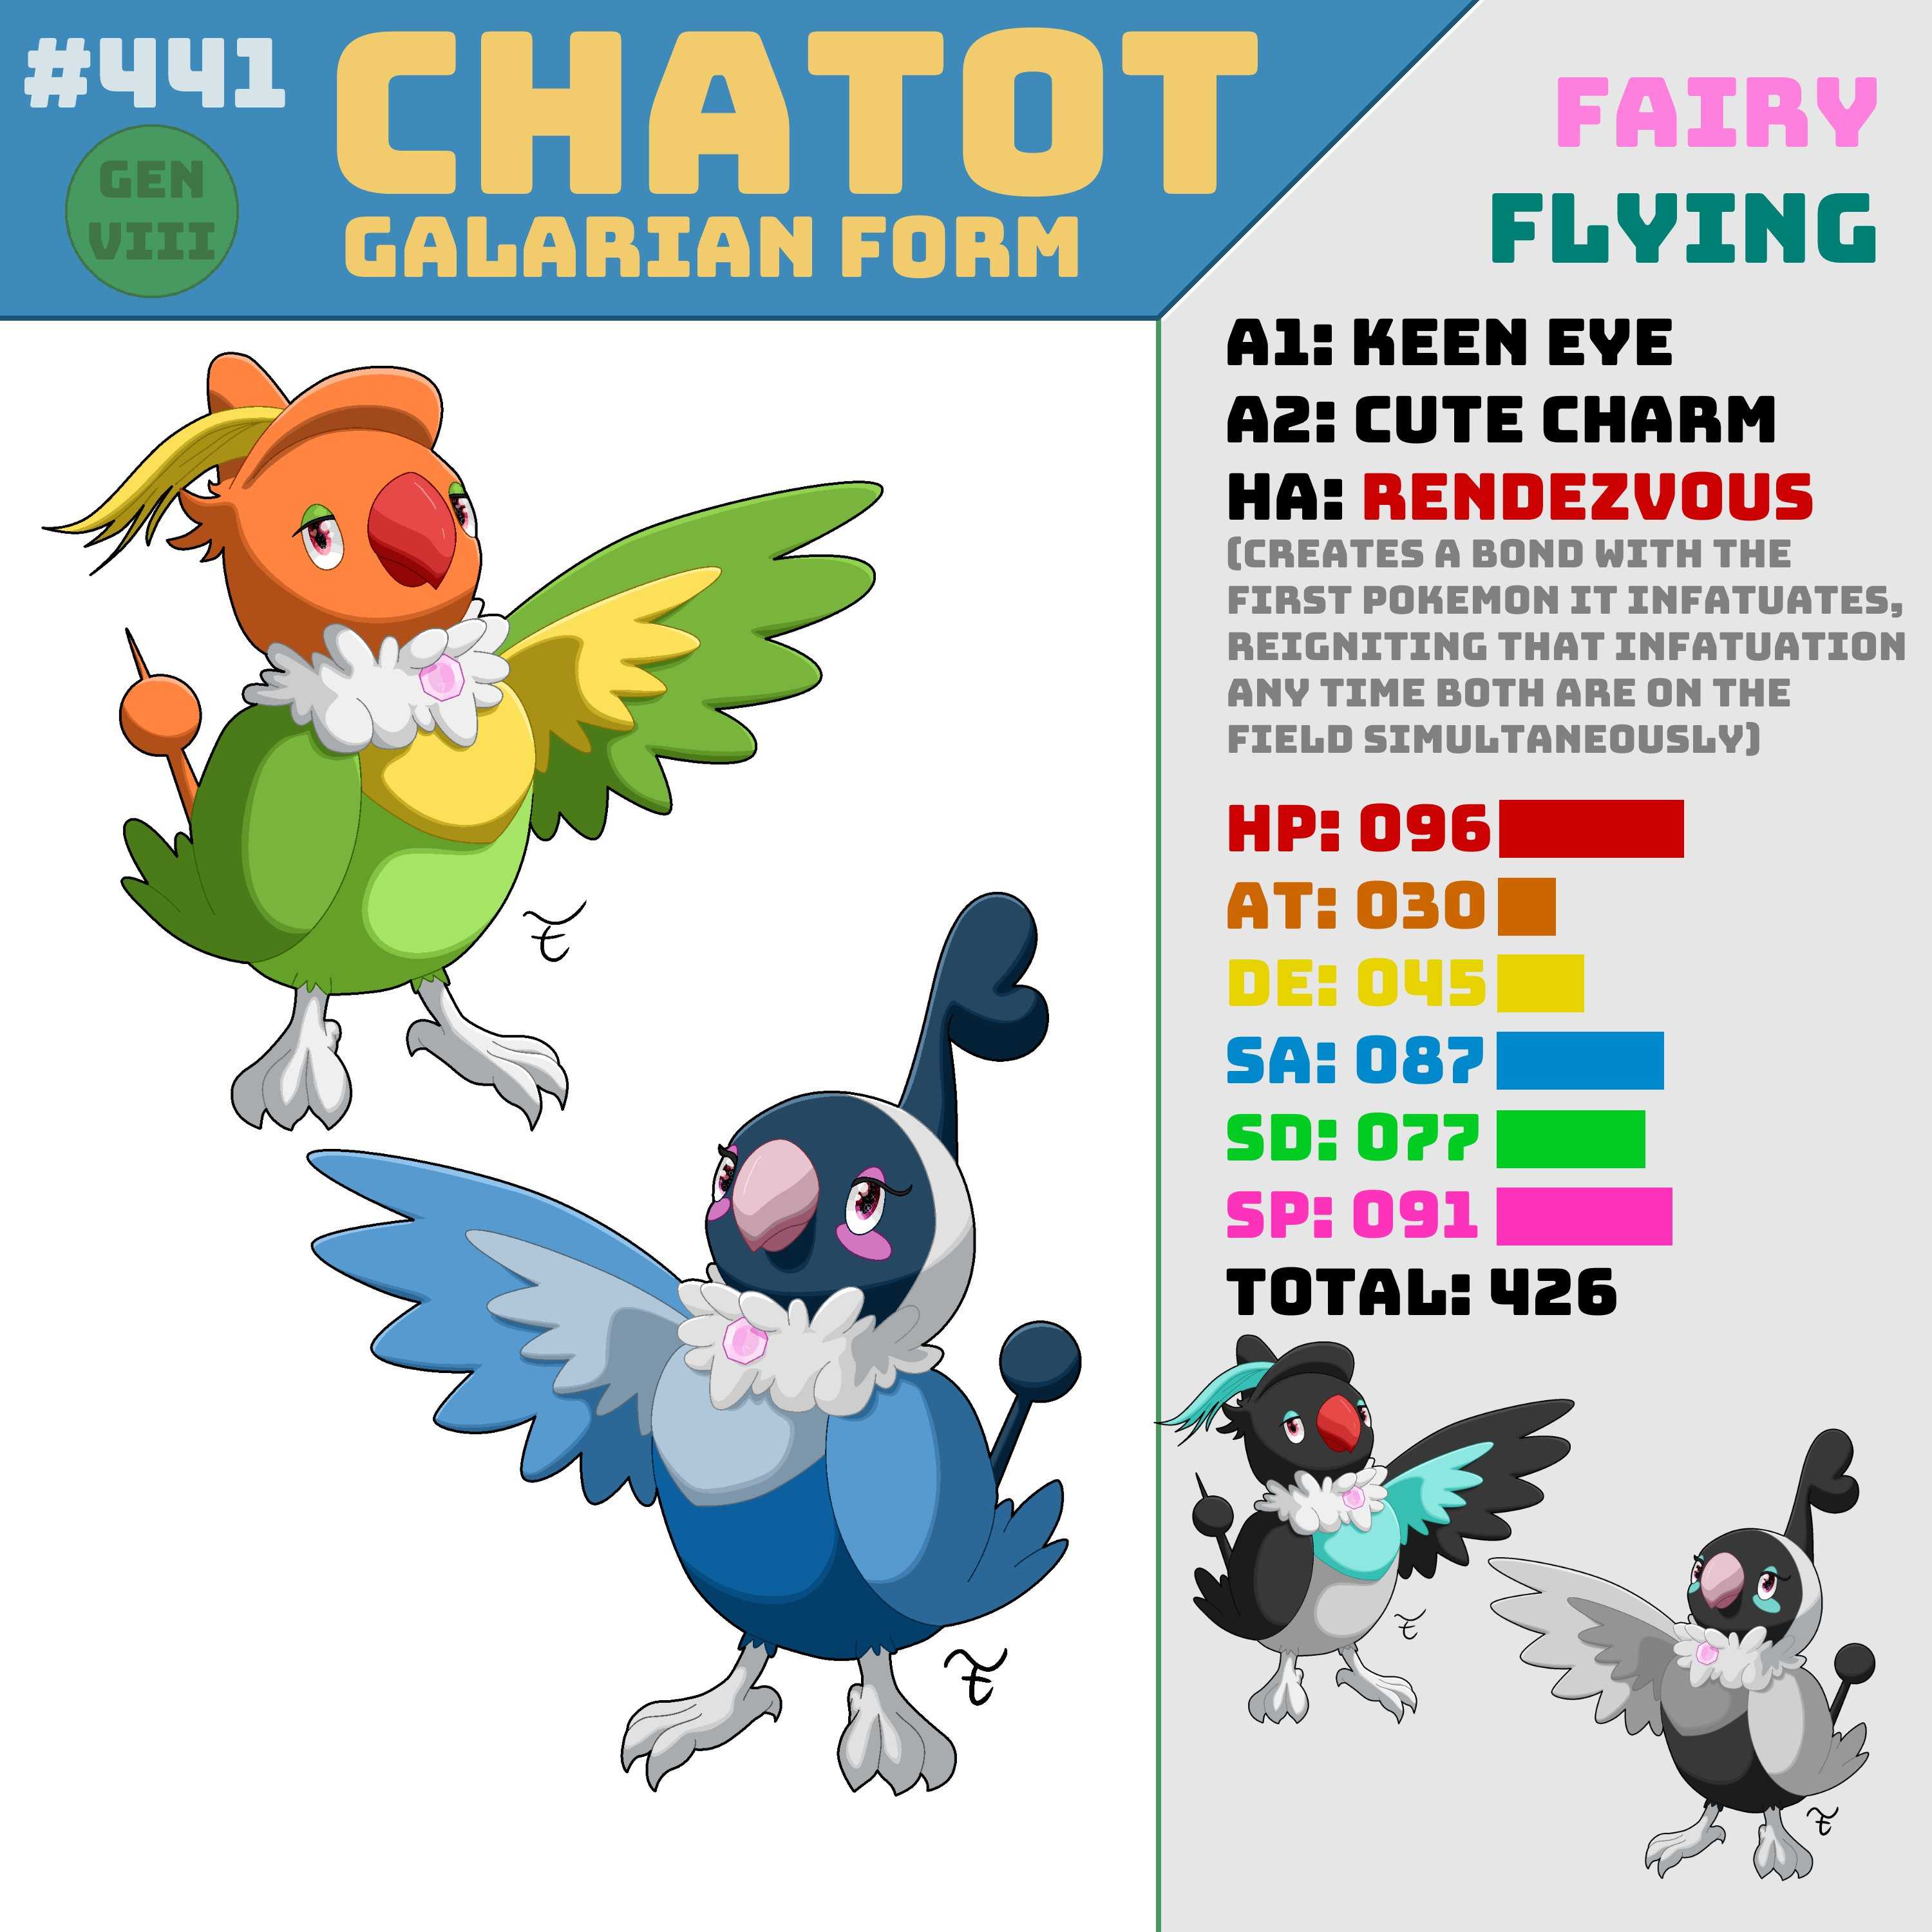 #441
CHATOT
GEN
VIII
GALARIAN FORM
FAIRY
FLYING
A1: KEEN EYE
A2: CUTE CHARM
HA: RENDEZVOUS
(CREATES A BOND WITH THE
FIRST POKEMON IT INFATUATES,
REIGNITING THAT INFATUATION
ANY TIME BOTH ARE ON THE
FIELD SIMULTANEOUSLY)
HP: 096
AT: 030
DE: 045
SA: 087
SD: 077
SP: 091
TOTAL: 426